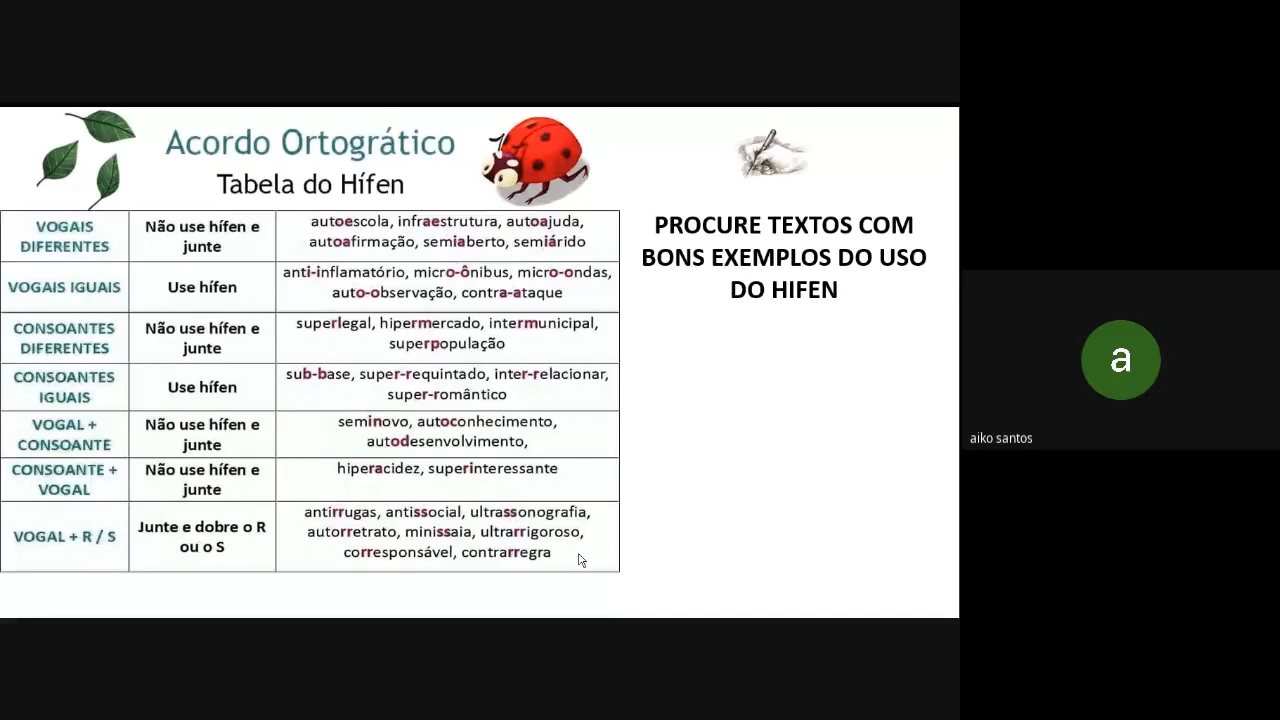 Acordo Ortogrático
Tabela do Hífen
VOGAIS
DIFERENTES
Não use hífen e
junte
autoescola, infraestrutura, autoajuda,
autoafirmação, semiaberto, semiárido
VOGAIS IGUAIS
Use hífen
anti-inflamatório, micro-ônibus, micro-ondas,
auto-observação, contra-ataque
CONSOANTES
DIFERENTES
Não use hífen e
junte
superlegal, hipermercado, intermunicipal,
superpopulação
CONSOANTES
IGUAIS
Use hífen
sub-base, super-requintado, inter-relacionar,
super-romântico
VOGAL +
CONSOANTE
Não use hífen e
junte
seminovo, autoconhecimento,
autodesenvolvimento,
CONSOANTE +
VOGAL
Não use hífen e
junte
hiperacidez, superinteressante
VOGAL + R / S
Junte e dobre o R
ou o S
antirrugas, antissocial, ultrassonografia,
autorretrato, minissaia, ultrarrigoroso,
corresponsável, contrarregra
PROCURE TEXTOS COM
BONS EXEMPLOS DO USO
DO HIFEN
a
aiko santos